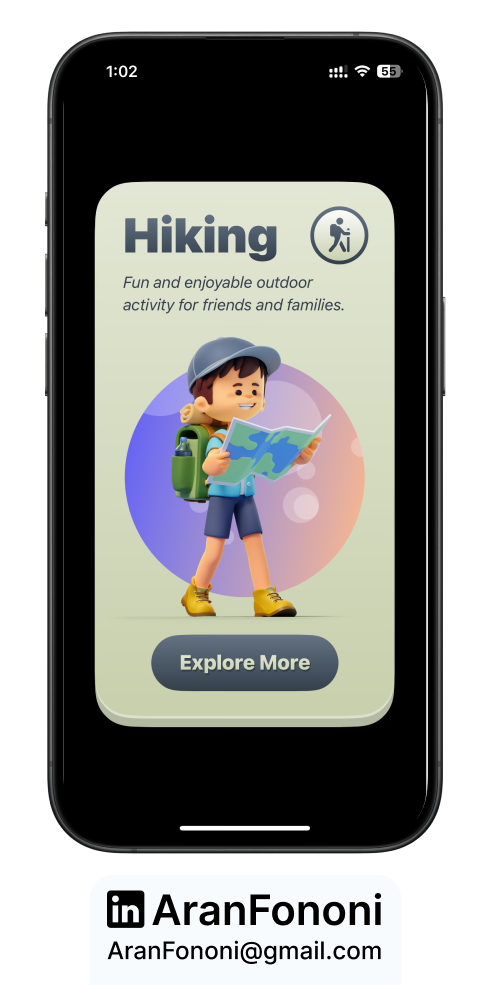 1:02
55
Hiking
Fun and enjoyable outdoor
activity for friends and families.
Explore More
in AranFononi
AranFononi@gmail.com